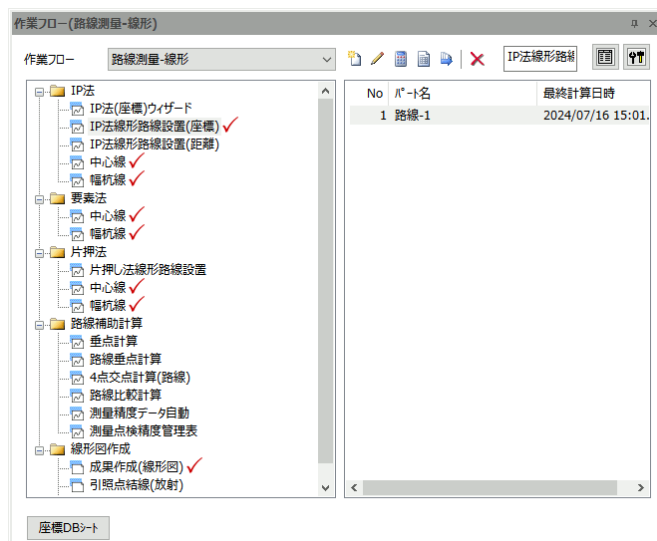 作業フロー(路線測量-線形)
作業フロー 路線測量-線形 IP法線形路線
IP法
IP法(座標)ウィザード
IP法線形路線設置(座標)
IP法線形路線設置(距離)
中心線
幅杭線
要素法
中心線
幅杭線
片押法
片押し法線形路線設置
中心線
幅杭線
路線補助計算
垂点計算
路線垂点計算
4点交点計算(路線)
路線比較計算
測量精度データ自動
測量点検精度管理表
線形図作成
成果作成(線形図)
引照点結線(放射)
No パート名 最終計算日時
1 路線-1 2024/07/16 15:01.
座標DBシート